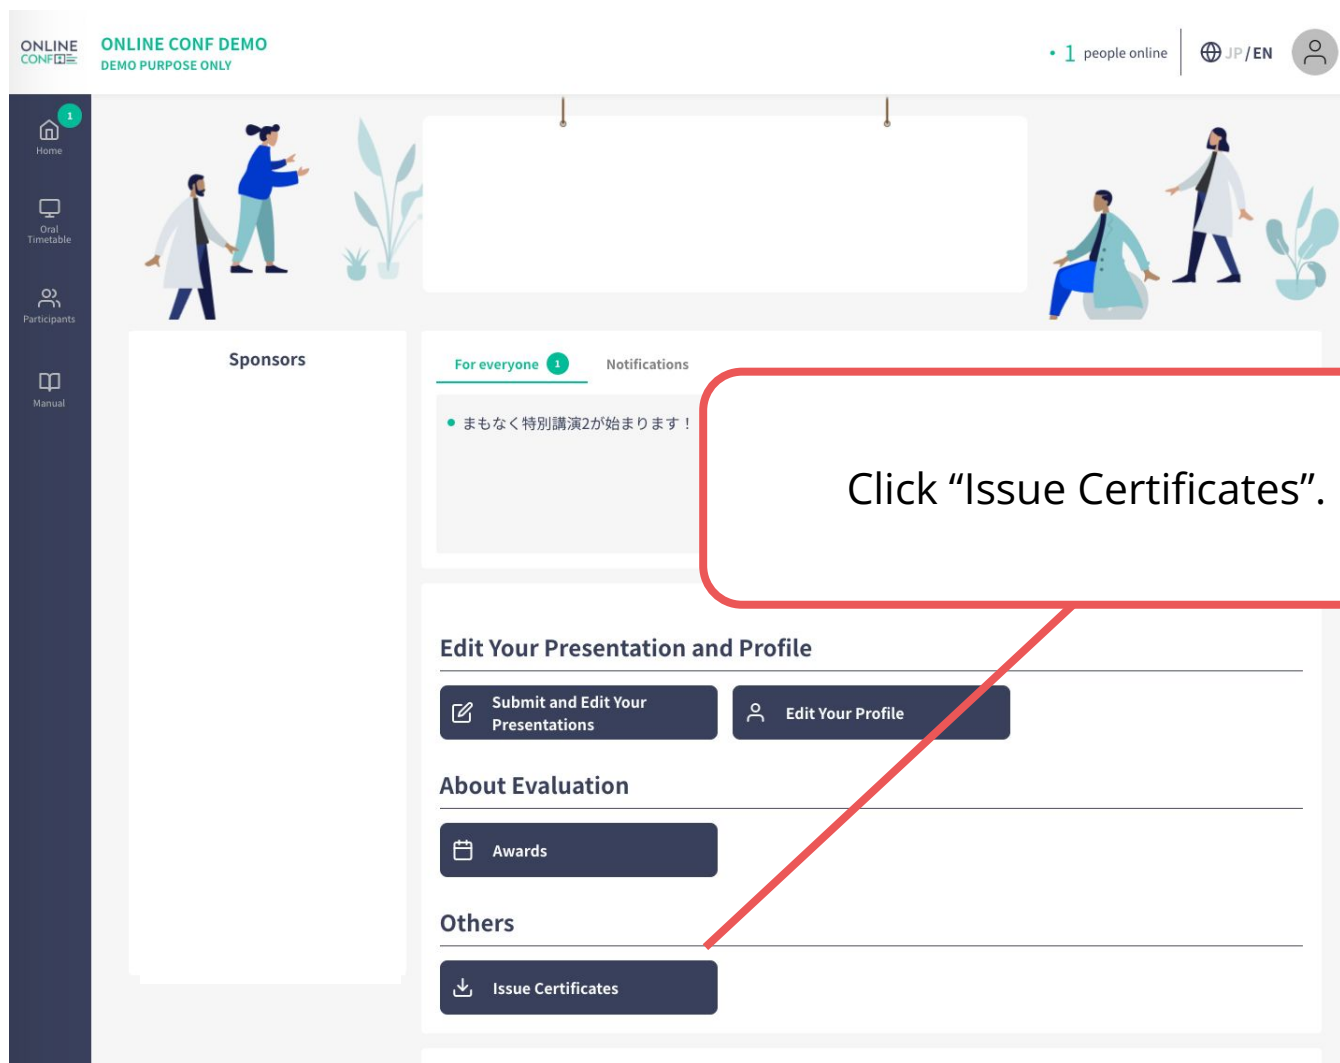 ONLINE
CONF
ONLINE CONF DEMO
DEMO PURPOSE ONLY
1 people online
JP/EN
1
Home
Oral
Timetable
Participants
Manual
Sponsors
For everyone 1
Notifications
まもなく特別講演2が始まります！
Click “Issue Certificates”.
Edit Your Presentation and Profile
Submit and Edit Your
Presentations
Edit Your Profile
About Evaluation
Awards
Others
Issue Certificates